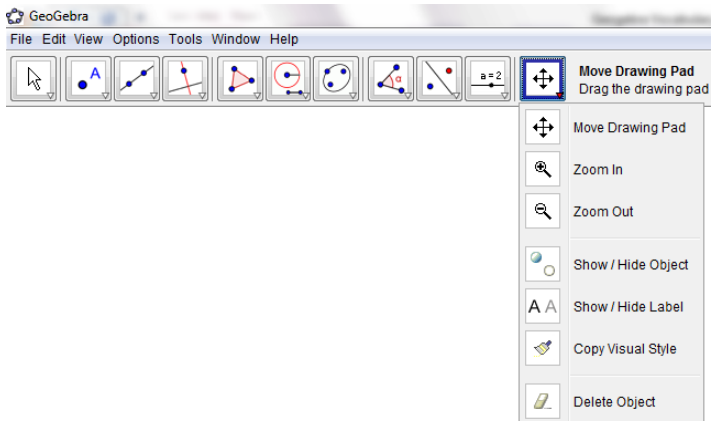 GeoGebra
File Edit View Options Tools Window Help
A
α
a=2
Move Drawing Pad
Drag the drawing pad
Move Drawing Pad
Zoom In
Zoom Out
Show / Hide Object
A A Show / Hide Label
Copy Visual Style
Delete Object